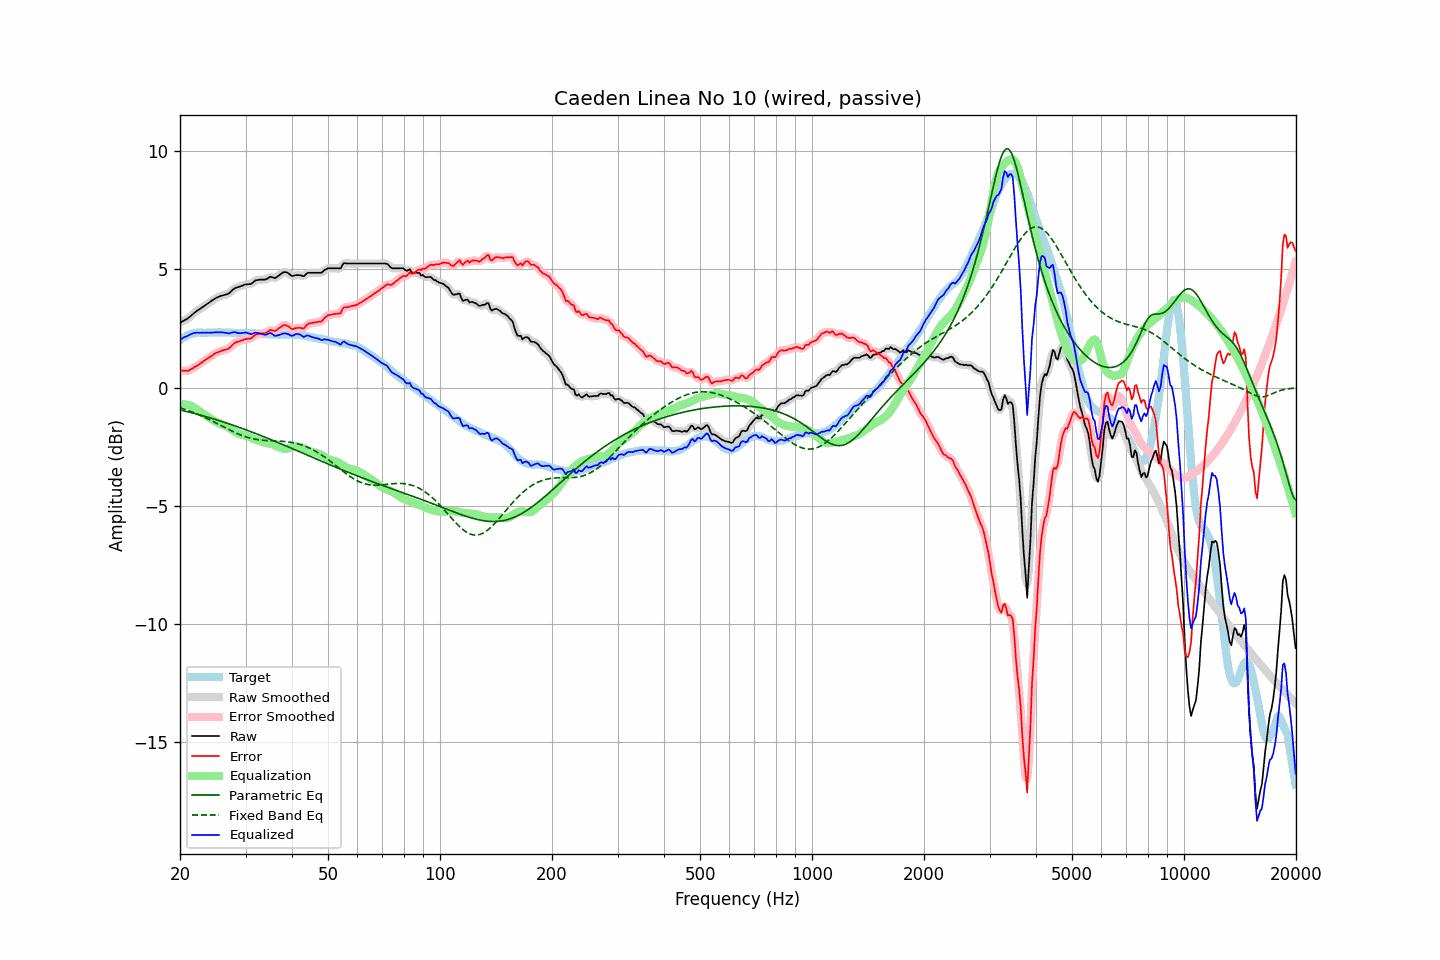 Caeden Linea No 10 (wired, passive)
10
5
0
−5
−10
−15
Amplitude (dBr)
Target
Raw Smoothed
Error Smoothed
Raw
Error
Equalization
Parametric Eq
Fixed Band Eq
Equalized
20 50 100 200 500 1000 2000 5000 10000 20000
Frequency (Hz)